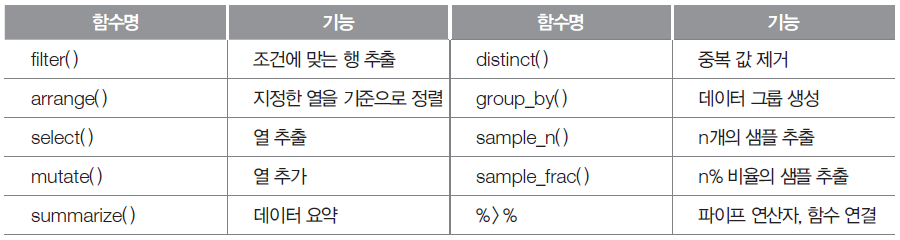 함수명 기능 함수명 기능
filter() 조건에 맞는 행 추출 distinct() 중복 값 제거
arrange() 지정한 열을 기준으로 정렬 group_by() 데이터 그룹 생성
select() 열 추출 sample_n() n개의 샘플 추출
mutate() 열 추가 sample_frac() n% 비율의 샘플 추출
summarize() 데이터 요약 %>% 파이프 연산자, 함수 연결